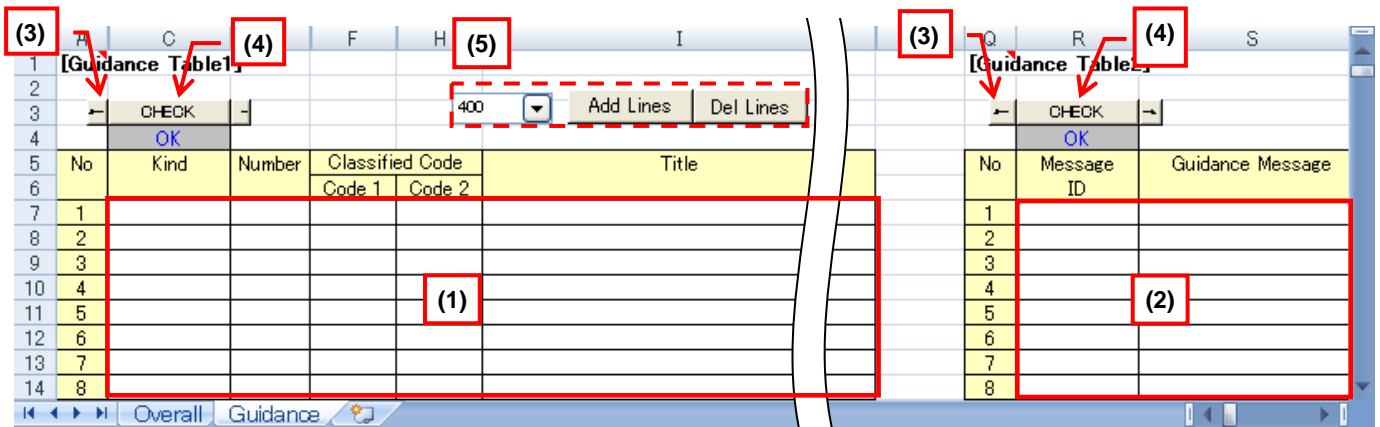 (3) (4) (5) (3) (4)
A C F H I Q R S
1 [Guidance Table1] [Guidance Table2]
2
3 CHECK 400 Add Lines Del Lines CHECK
4 OK OK
5 No Kind Number Classified Code Title No Message Guidance Message
6 Code 1 Code 2 ID
7 1 1
8 2 2
9 3 3
10 4 (1) 4 (2)
11 5 5
12 6 6
13 7 7
14 8 8
Overall Guidance